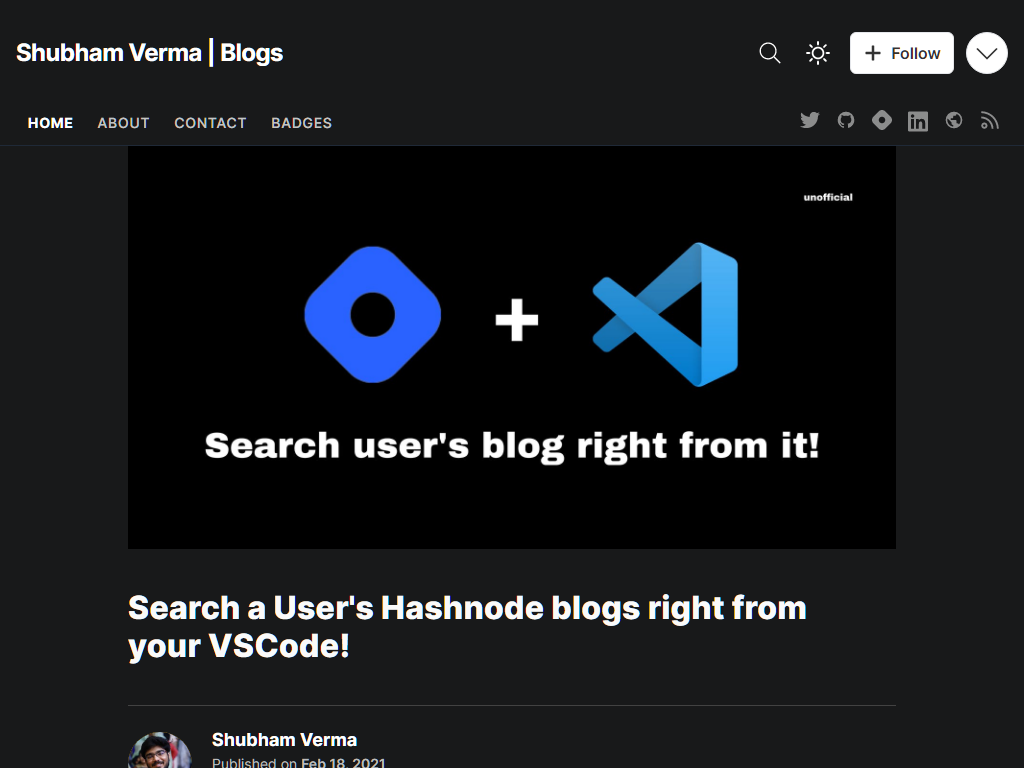 Shubham Verma | Blogs
Follow
HOME ABOUT CONTACT BADGES
unofficial
Search user's blog right from it!
Search a User's Hashnode blogs right from
your VSCode!
Shubham Verma
Published on Feb 18, 2021